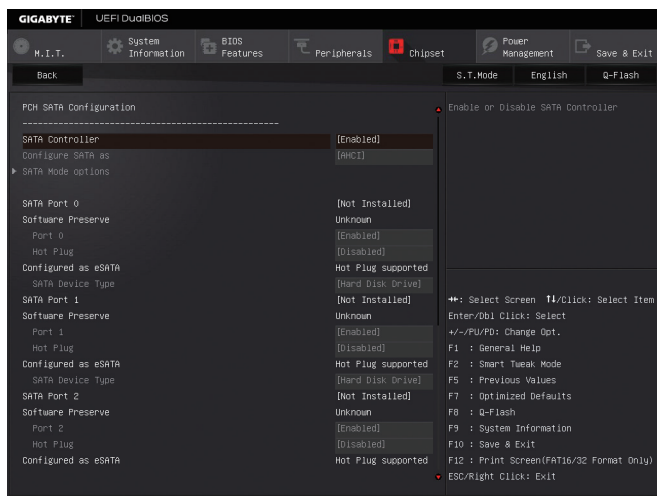 GIGABYTE™ UEFI DualBIOS
M.I.T.
System Information
BIOS Features
Peripherals
Chipset
Power Management
Save & Exit
Back S.T.Mode English Q-Flash
PCH SATA Configuration
Enable or Disable SATA Controller
SATA Controller [Enabled]
Configure SATA as [AHCI]
SATA Mode options
SATA Port 0 [Not Installed]
Software Preserve Unknown
Port 0 [Enabled]
Hot Plug [Disabled]
Configured as eSATA Hot Plug supported
SATA Device Type [Hard Disk Drive]
SATA Port 1 [Not Installed]
Software Preserve Unknown
Port 1 [Enabled]
Hot Plug [Disabled]
Configured as eSATA Hot Plug supported
SATA Device Type [Hard Disk Drive]
SATA Port 2 [Not Installed]
Software Preserve Unknown
Port 2 [Enabled]
Hot Plug [Disabled]
Configured as eSATA Hot Plug supported
→←: Select Screen ↑↓/Click: Select Item
Enter/Dbl Click: Select
+/-/PU/PD: Change Opt.
F1 : General Help
F2 : Smart Tweak Mode
F5 : Previous Values
F7 : Optimized Defaults
F8 : Q-Flash
F9 : System Information
F10 : Save & Exit
F12 : Print Screen(FAT16/32 Format Only)
ESC/Right Click: Exit